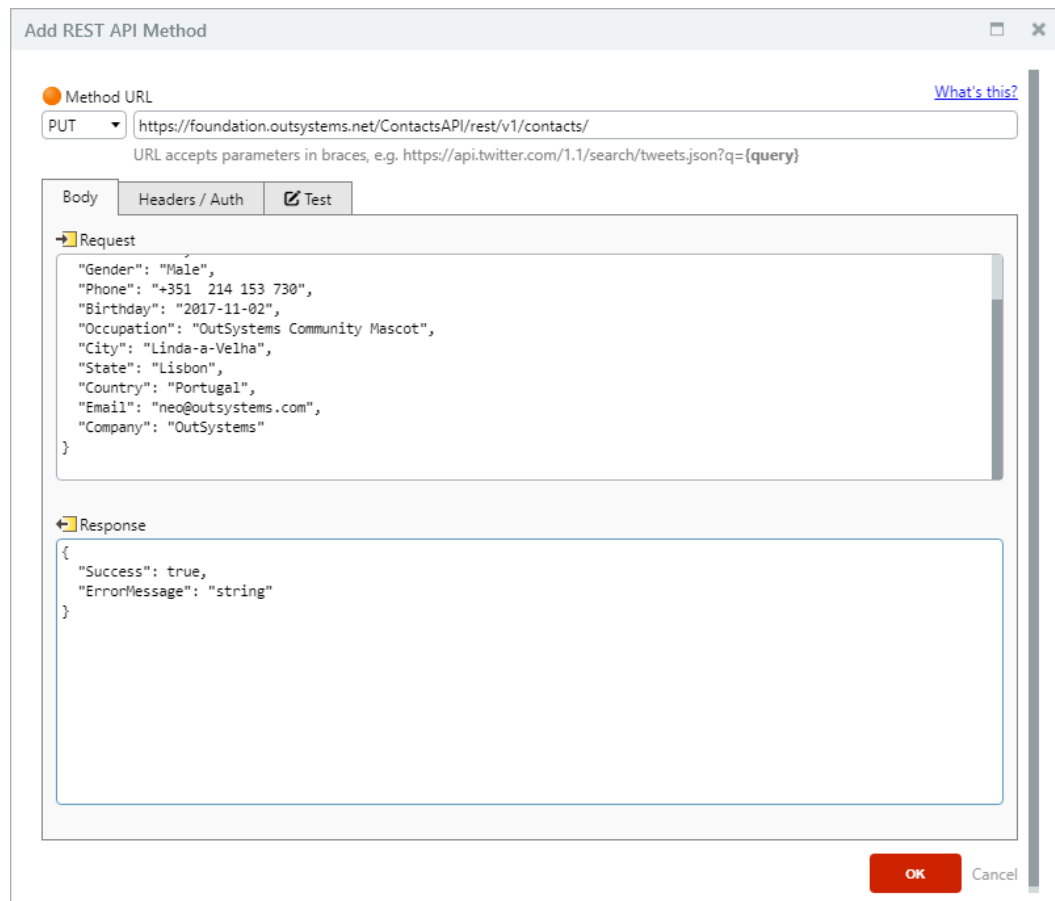 Add REST API Method
Method URL
What's this?
PUT
https://foundation.outsystems.net/ContactsAPI/rest/v1/contacts/
URL accepts parameters in braces, e.g. https://api.twitter.com/1.1/search/tweets.json?q={query}
Body
Headers / Auth
Test
Request
"Gender": "Male",
"Phone": "+351  214 153 730",
"Birthday": "2017-11-02",
"Occupation": "OutSystems Community Mascot",
"City": "Linda-a-Velha",
"State": "Lisbon",
"Country": "Portugal",
"Email": "neo@outsystems.com",
"Company": "OutSystems"
}
Response
{
"Success": true,
"ErrorMessage": "string"
}
OK
Cancel